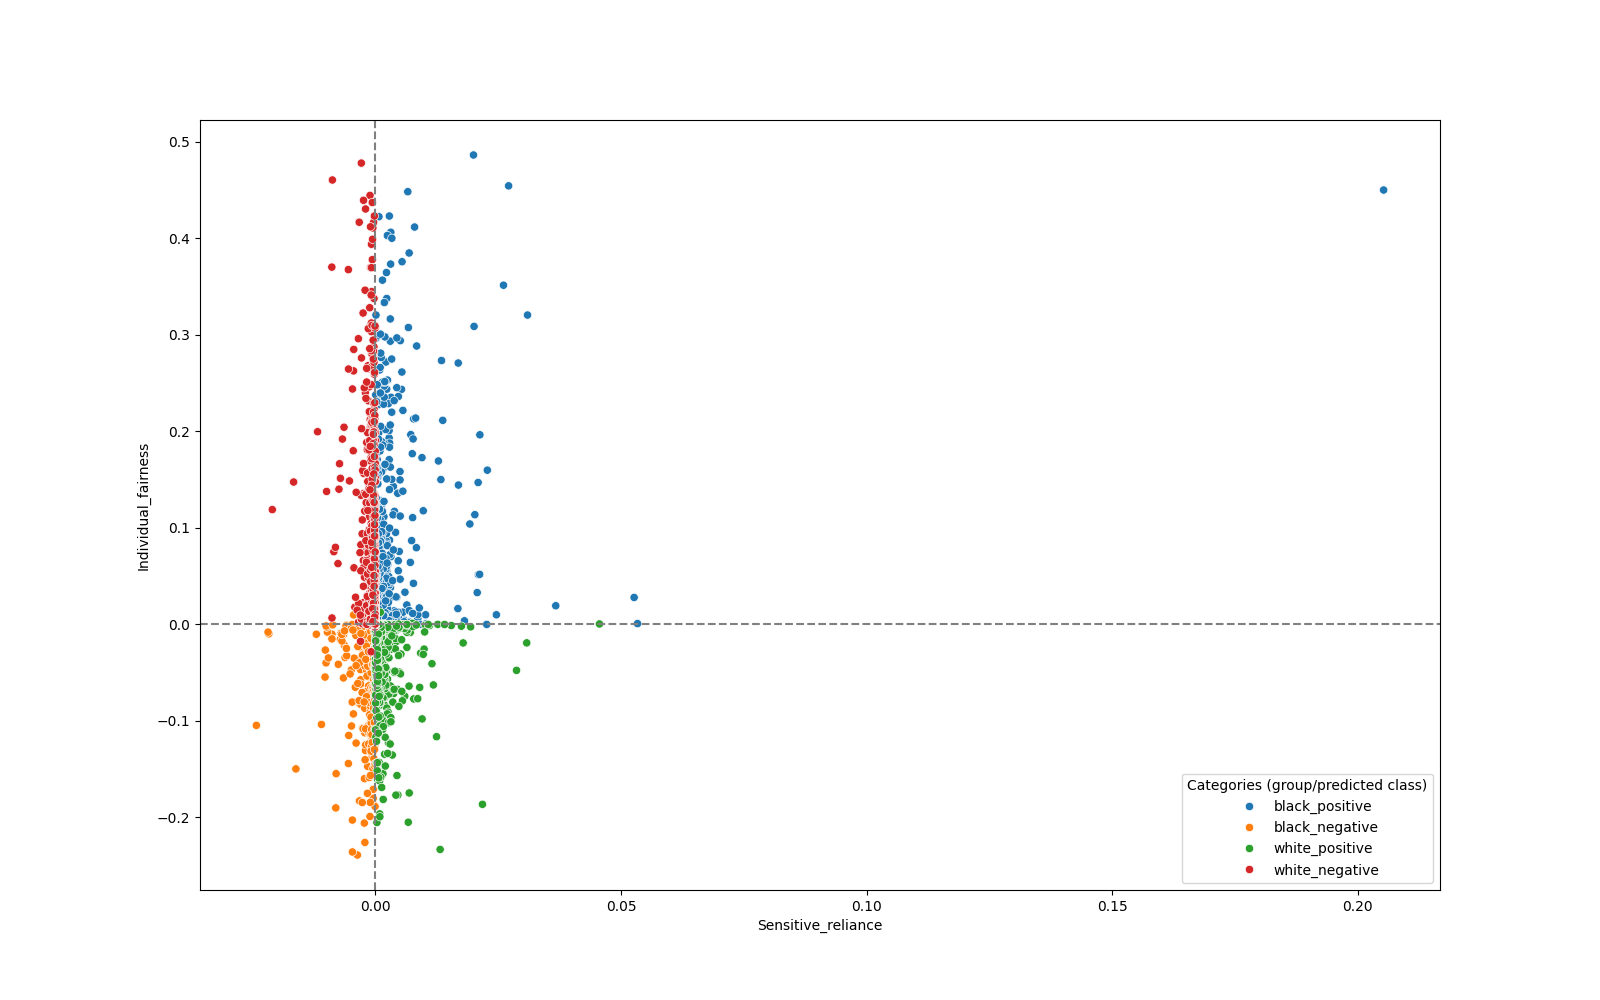 0.5
0.4
0.3
0.2
0.1
0.0
−0.1
−0.2
Individual_fairness
0.00
0.05
0.10
0.15
0.20
Sensitive_reliance
Categories (group/predicted class)
black_positive
black_negative
white_positive
white_negative